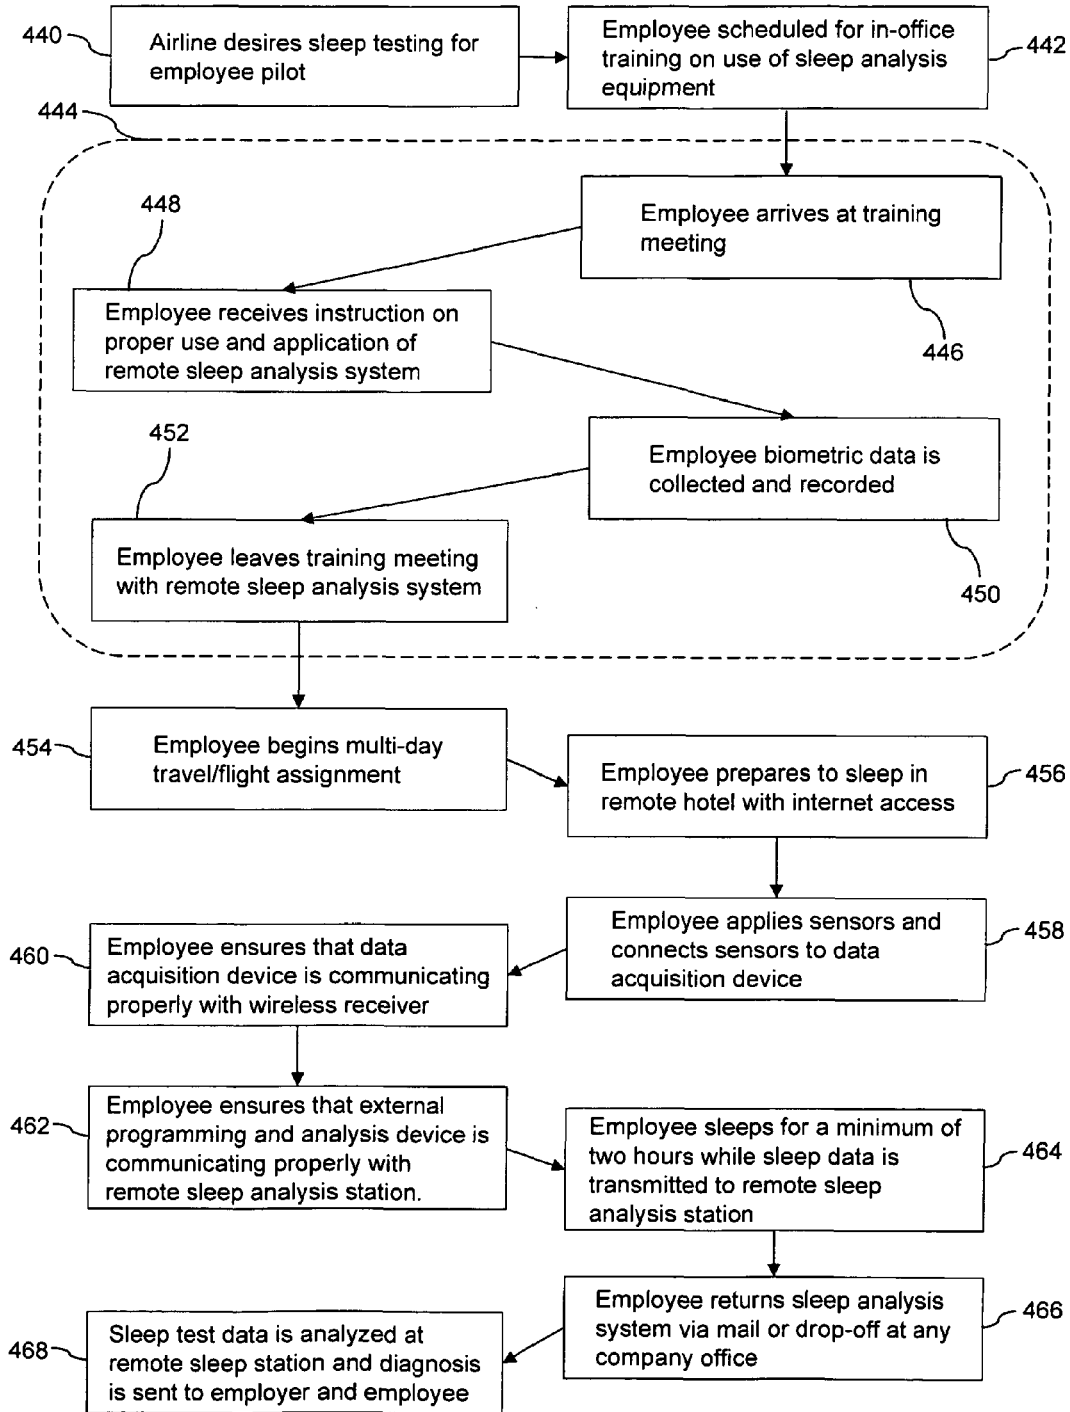 440
Airline desires sleep testing for
employee pilot
Employee scheduled for in-office
training on use of sleep analysis
equipment
442
444
Employee arrives at training
meeting
446
448
Employee receives instruction on
proper use and application of
remote sleep analysis system
Employee biometric data is
collected and recorded
450
452
Employee leaves training meeting
with remote sleep analysis system
454
Employee begins multi-day
travel/flight assignment
Employee prepares to sleep in
remote hotel with internet access
456
Employee applies sensors and
connects sensors to data
acquisition device
458
460
Employee ensures that data
acquisition device is communicating
properly with wireless receiver
462
Employee ensures that external
programming and analysis device is
communicating properly with
remote sleep analysis station.
Employee sleeps for a minimum of
two hours while sleep data is
transmitted to remote sleep
analysis station
464
Employee returns sleep analysis
system via mail or drop-off at any
company office
466
468
Sleep test data is analyzed at
remote sleep station and diagnosis
is sent to employer and employee